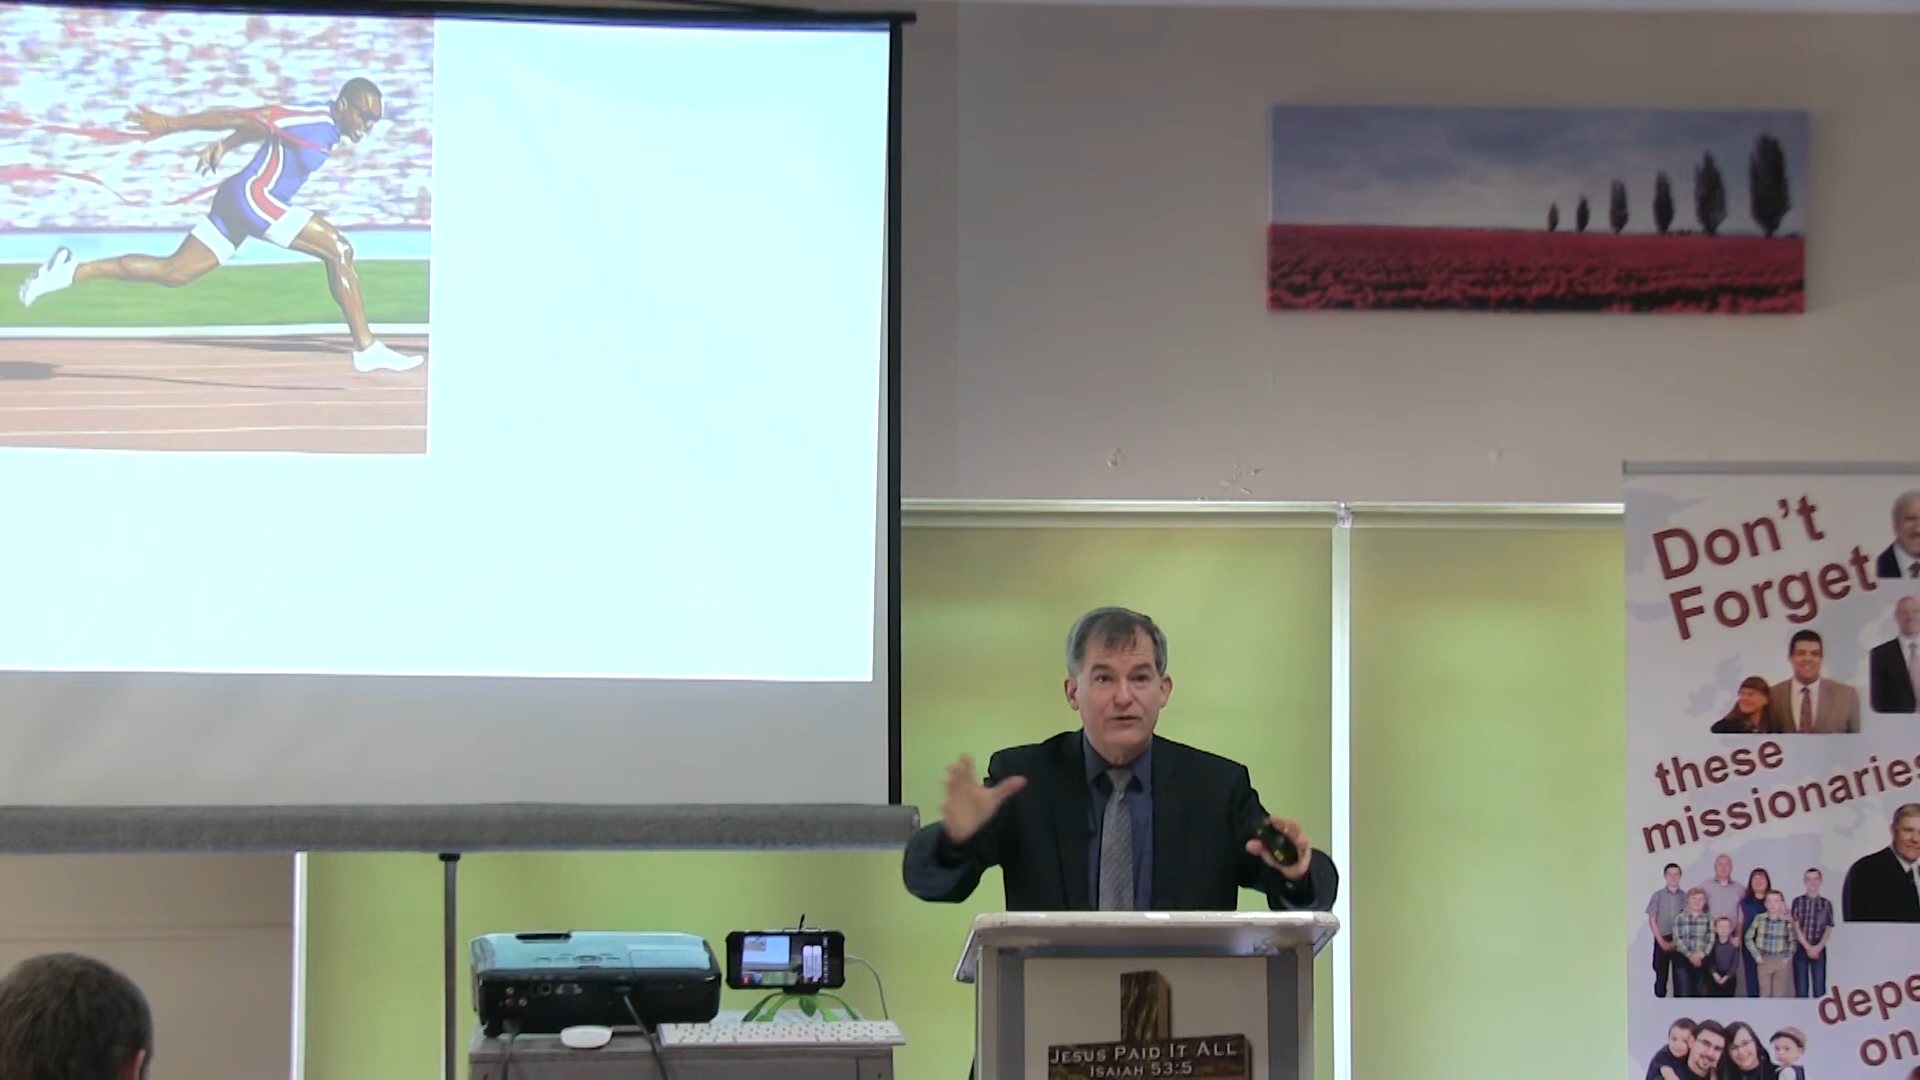 Don't
Forget
these
missionaries
depe
on
JESUS PAID IT ALL
ISAIAH 53:5